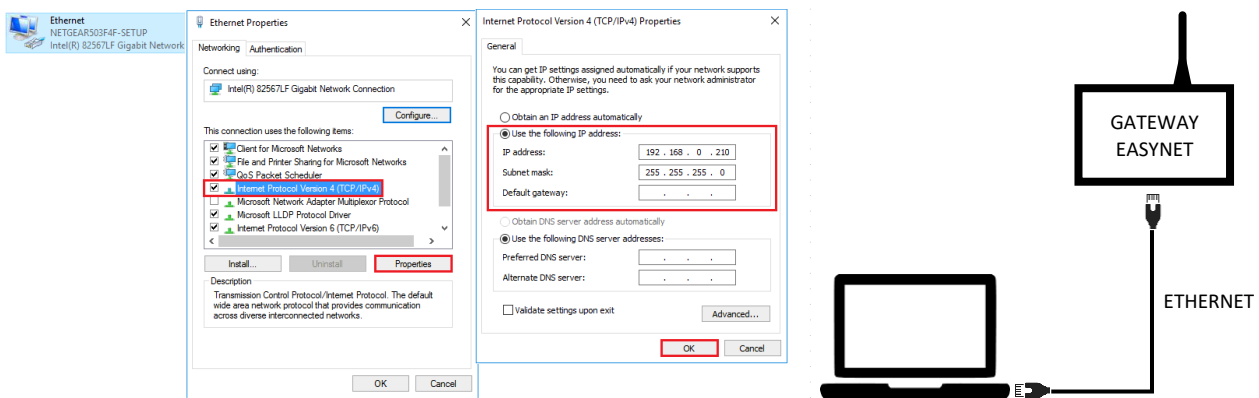 Ethernet
NETGEAR503F4F-SETUP
Intel(R) 82567LF Gigabit Network
Ethernet Properties
Networking
Authentication
Connect using:
Intel(R) 82567LF Gigabit Network Connection
Configure...
This connection uses the following items:
Client for Microsoft Networks
File and Printer Sharing for Microsoft Networks
QoS Packet Scheduler
Internet Protocol Version 4 (TCP/IPv4)
Microsoft Network Adapter Multiplexor Protocol
Microsoft LLDP Protocol Driver
Internet Protocol Version 6 (TCP/IPv6)
Install...
Uninstall
Properties
Description
Transmission Control Protocol/Internet Protocol. The default
wide area network protocol that provides communication
across diverse interconnected networks.
OK
Cancel
Internet Protocol Version 4 (TCP/IPv4) Properties
General
You can get IP settings assigned automatically if your network supports
this capability. Otherwise, you need to ask your network administrator
for the appropriate IP settings.
Obtain an IP address automatically
Use the following IP address:
IP address:
192 . 168 . 0 . 210
Subnet mask:
255 . 255 . 255 . 0
Default gateway:
. . .
Obtain DNS server address automatically
Use the following DNS server addresses:
Preferred DNS server:
. . .
Alternate DNS server:
. . .
Validate settings upon exit
Advanced...
OK
Cancel
GATEWAY
EASYNET
ETHERNET